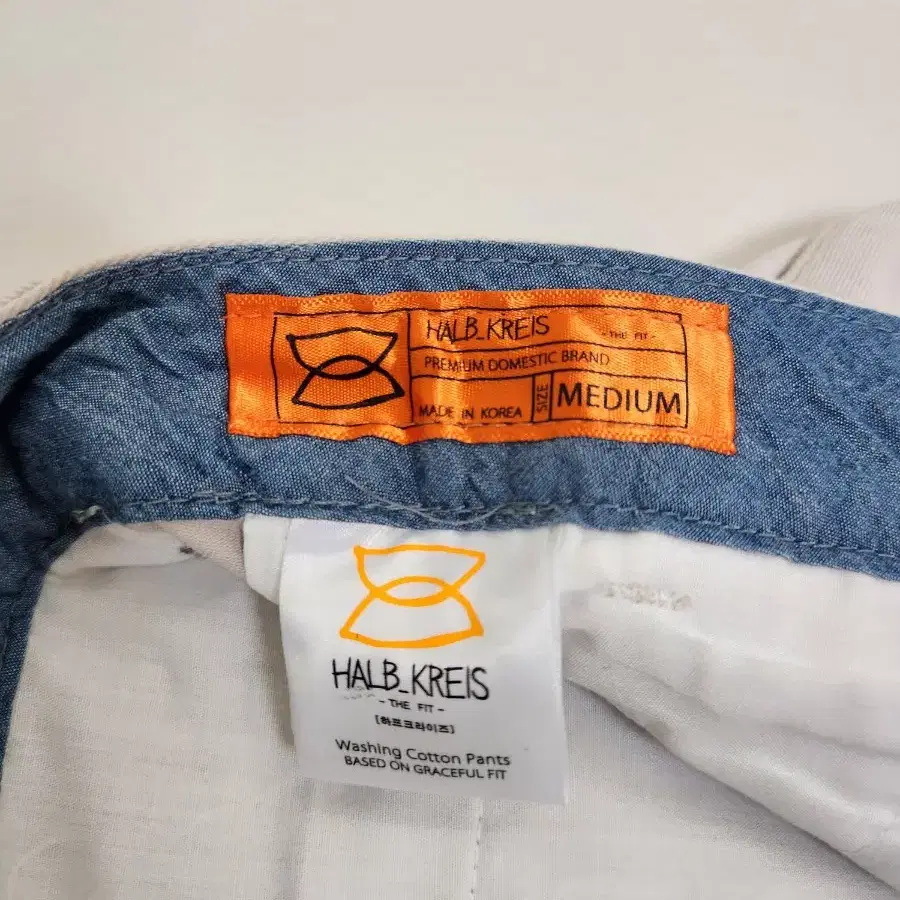 HALB_KREIS - THE FIT -
PREMIUM DOMESTIC BRAND
MADE IN KOREA SIZE MEDIUM
HALB_KREIS
- THE FIT -
[하프크라이즈]
Washing Cotton Pants
BASED ON GRACEFUL FIT